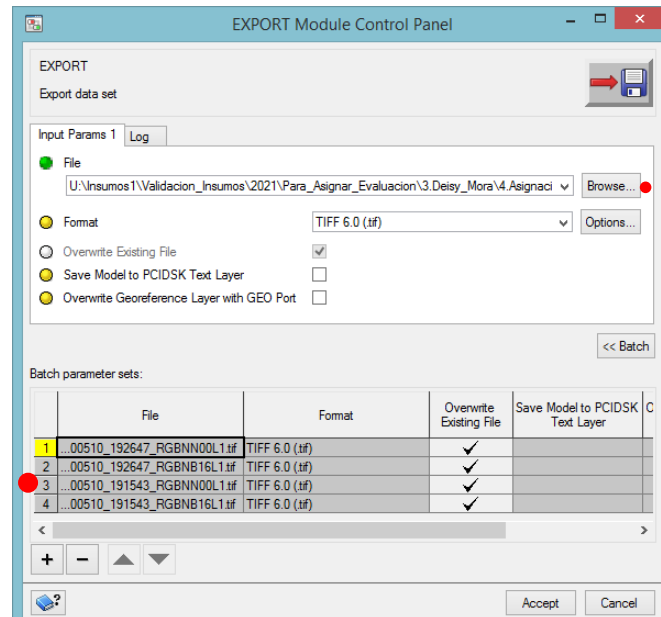 EXPORT Module Control Panel
EXPORT
Export data set
Input Params 1 Log
File
U:\Insumos1\Validacion_Insumos\2021\Para_Asignar_Evaluacion\3.Deisy_Mora\4.Asignaci Browse...
Format TIFF 6.0 (.tif) Options...
Overwrite Existing File
Save Model to PCIDSK Text Layer
Overwrite Georeference Layer with GEO Port
<< Batch
Batch parameter sets:
File Format Overwrite Existing File Save Model to PCIDSK Text Layer O
1 ...00510_192647_RGBNN00L1.tif TIFF 6.0 (.tif)
2 ...00510_192647_RGBNB16L1.tif TIFF 6.0 (.tif)
3 ...00510_191543_RGBNN00L1.tif TIFF 6.0 (.tif)
4 ...00510_191543_RGBNB16L1.tif TIFF 6.0 (.tif)
Accept Cancel